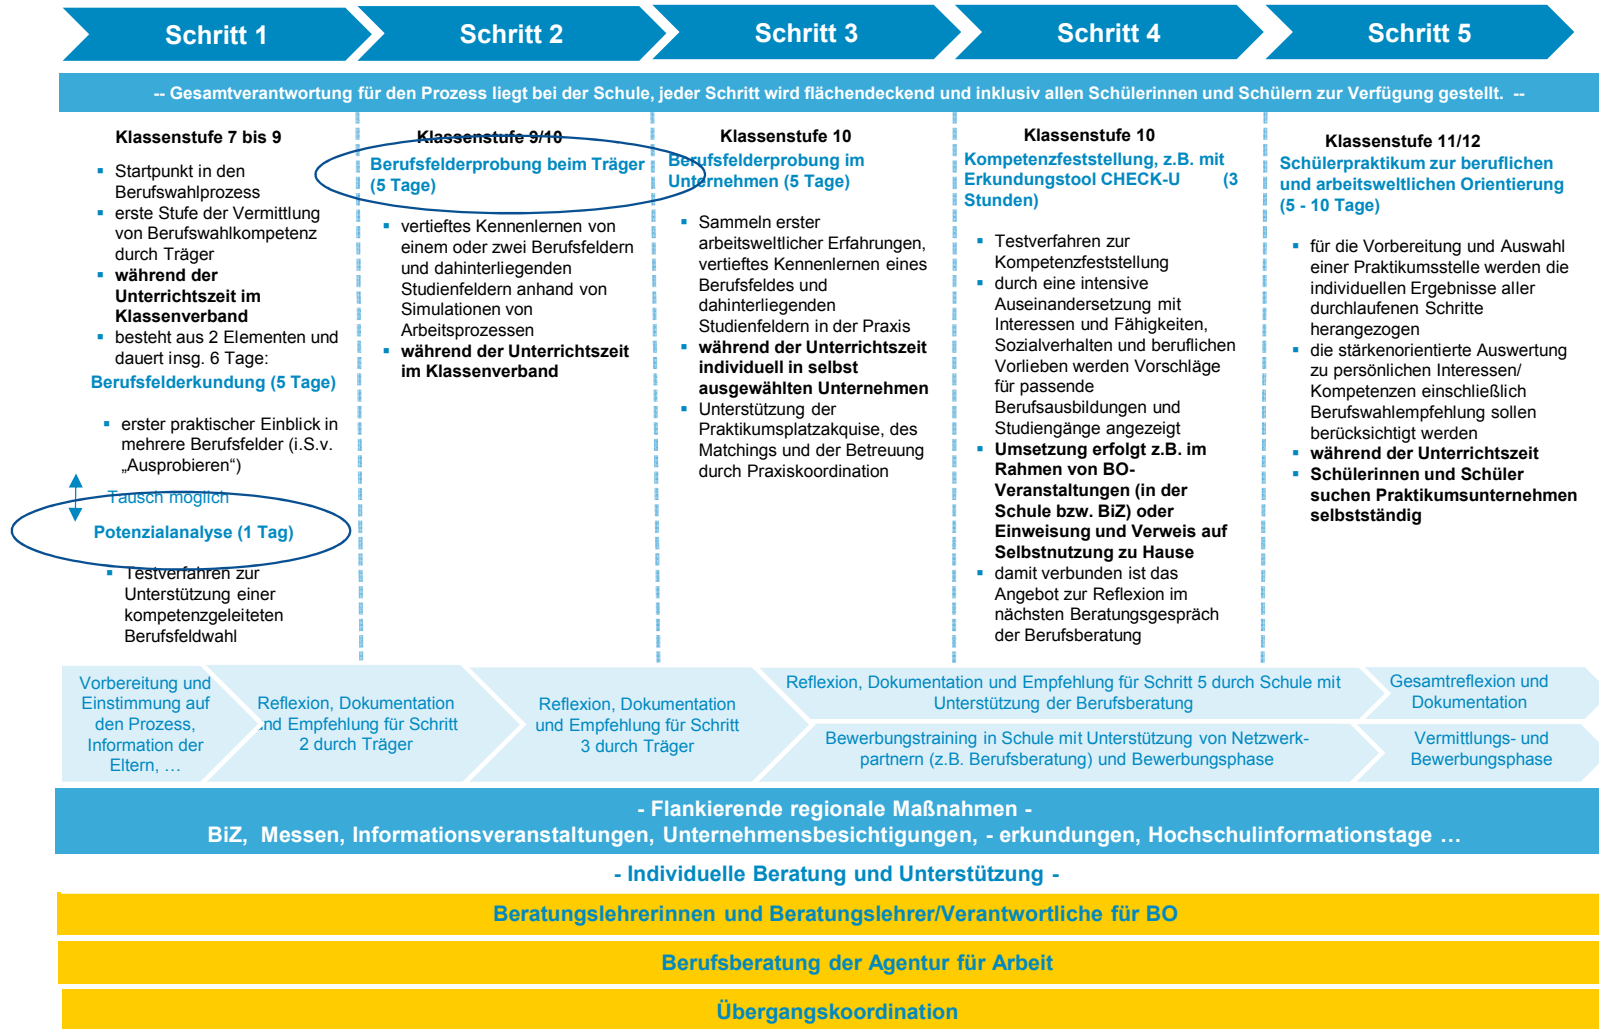 Schritt 1
Schritt 2
Schritt 3
Schritt 4
Schritt 5
-- Gesamtverantwortung für den Prozess liegt bei der Schule, jeder Schritt wird flächendeckend und inklusiv allen Schülerinnen und Schülern zur Verfügung gestellt. --
Klassenstufe 7 bis 9
▪ Startpunkt in den
Berufswahlprozess
▪ erste Stufe der Vermittlung
von Berufswahlkompetenz
durch Träger
▪ während der
Unterrichtszeit im
Klassenverband
▪ besteht aus 2 Elementen und
dauert insg. 6 Tage:
Berufsfelderkundung (5 Tage)
▪ erster praktischer Einblick in
mehrere Berufsfelder (i.S.v.
„Ausprobieren“)
Tausch möglich
Potenzialanalyse (1 Tag)
▪ Testverfahren zur
Unterstützung einer
kompetenzgeleiteten
Berufsfeldwahl
Klassenstufe 9/10
Berufsfelderprobung beim Träger
(5 Tage)
▪ vertieftes Kennenlernen von
einem oder zwei Berufsfeldern
und dahinterliegenden
Studienfeldern anhand von
Simulationen von
Arbeitsprozessen
▪ während der Unterrichtszeit
im Klassenverband
Klassenstufe 10
Berufsfelderprobung im
Unternehmen (5 Tage)
▪ Sammeln erster
arbeitsweltlicher Erfahrungen,
vertieftes Kennenlernen eines
Berufsfeldes und
dahinterliegenden
Studienfeldern in der Praxis
▪ während der Unterrichtszeit
individuell in selbst
ausgewählten Unternehmen
▪ Unterstützung der
Praktikumsplatzakquise, des
Matchings und der Betreuung
durch Praxiskoordination
Klassenstufe 10
Kompetenzfeststellung, z.B. mit
Erkundungstool CHECK-U (3
Stunden)
▪ Testverfahren zur
Kompetenzfeststellung
▪ durch eine intensive
Auseinandersetzung mit
Interessen und Fähigkeiten,
Sozialverhalten und beruflichen
Vorlieben werden Vorschläge
für passende
Berufsausbildungen und
Studiengänge angezeigt
▪ Umsetzung erfolgt z.B. im
Rahmen von BO-
Veranstaltungen (in der
Schule bzw. BiZ) oder
Einweisung und Verweis auf
Selbstnutzung zu Hause
▪ damit verbunden ist das
Angebot zur Reflexion im
nächsten Beratungsgespräch
der Berufsberatung
Klassenstufe 11/12
Schülerpraktikum zur beruflichen
und arbeitsweltlichen Orientierung
(5 - 10 Tage)
▪ für die Vorbereitung und Auswahl
einer Praktikumsstelle werden die
individuellen Ergebnisse aller
durchlaufenen Schritte
herangezogen
▪ die stärkenorientierte Auswertung
zu persönlichen Interessen/
Kompetenzen einschließlich
Berufswahlempfehlung sollen
berücksichtigt werden
▪ während der Unterrichtszeit
▪ Schülerinnen und Schüler
suchen Praktikumsunternehmen
selbstständig
Vorbereitung und
Einstimmung auf
den Prozess,
Information der
Eltern, …
Reflexion, Dokumentation
und Empfehlung für Schritt
2 durch Träger
Reflexion, Dokumentation
und Empfehlung für Schritt
3 durch Träger
Reflexion, Dokumentation und Empfehlung für Schritt 5 durch Schule mit
Unterstützung der Berufsberatung
Gesamtreflexion und
Dokumentation
Bewerbungstraining in Schule mit Unterstützung von Netzwerk-
partnern (z.B. Berufsberatung) und Bewerbungsphase
Vermittlungs- und
Bewerbungsphase
- Flankierende regionale Maßnahmen -
BiZ, Messen, Informationsveranstaltungen, Unternehmensbesichtigungen, - erkundungen, Hochschulinformationstage …
- Individuelle Beratung und Unterstützung -
Beratungslehrerinnen und Beratungslehrer/Verantwortliche für BO
Berufsberatung der Agentur für Arbeit
Übergangskoordination